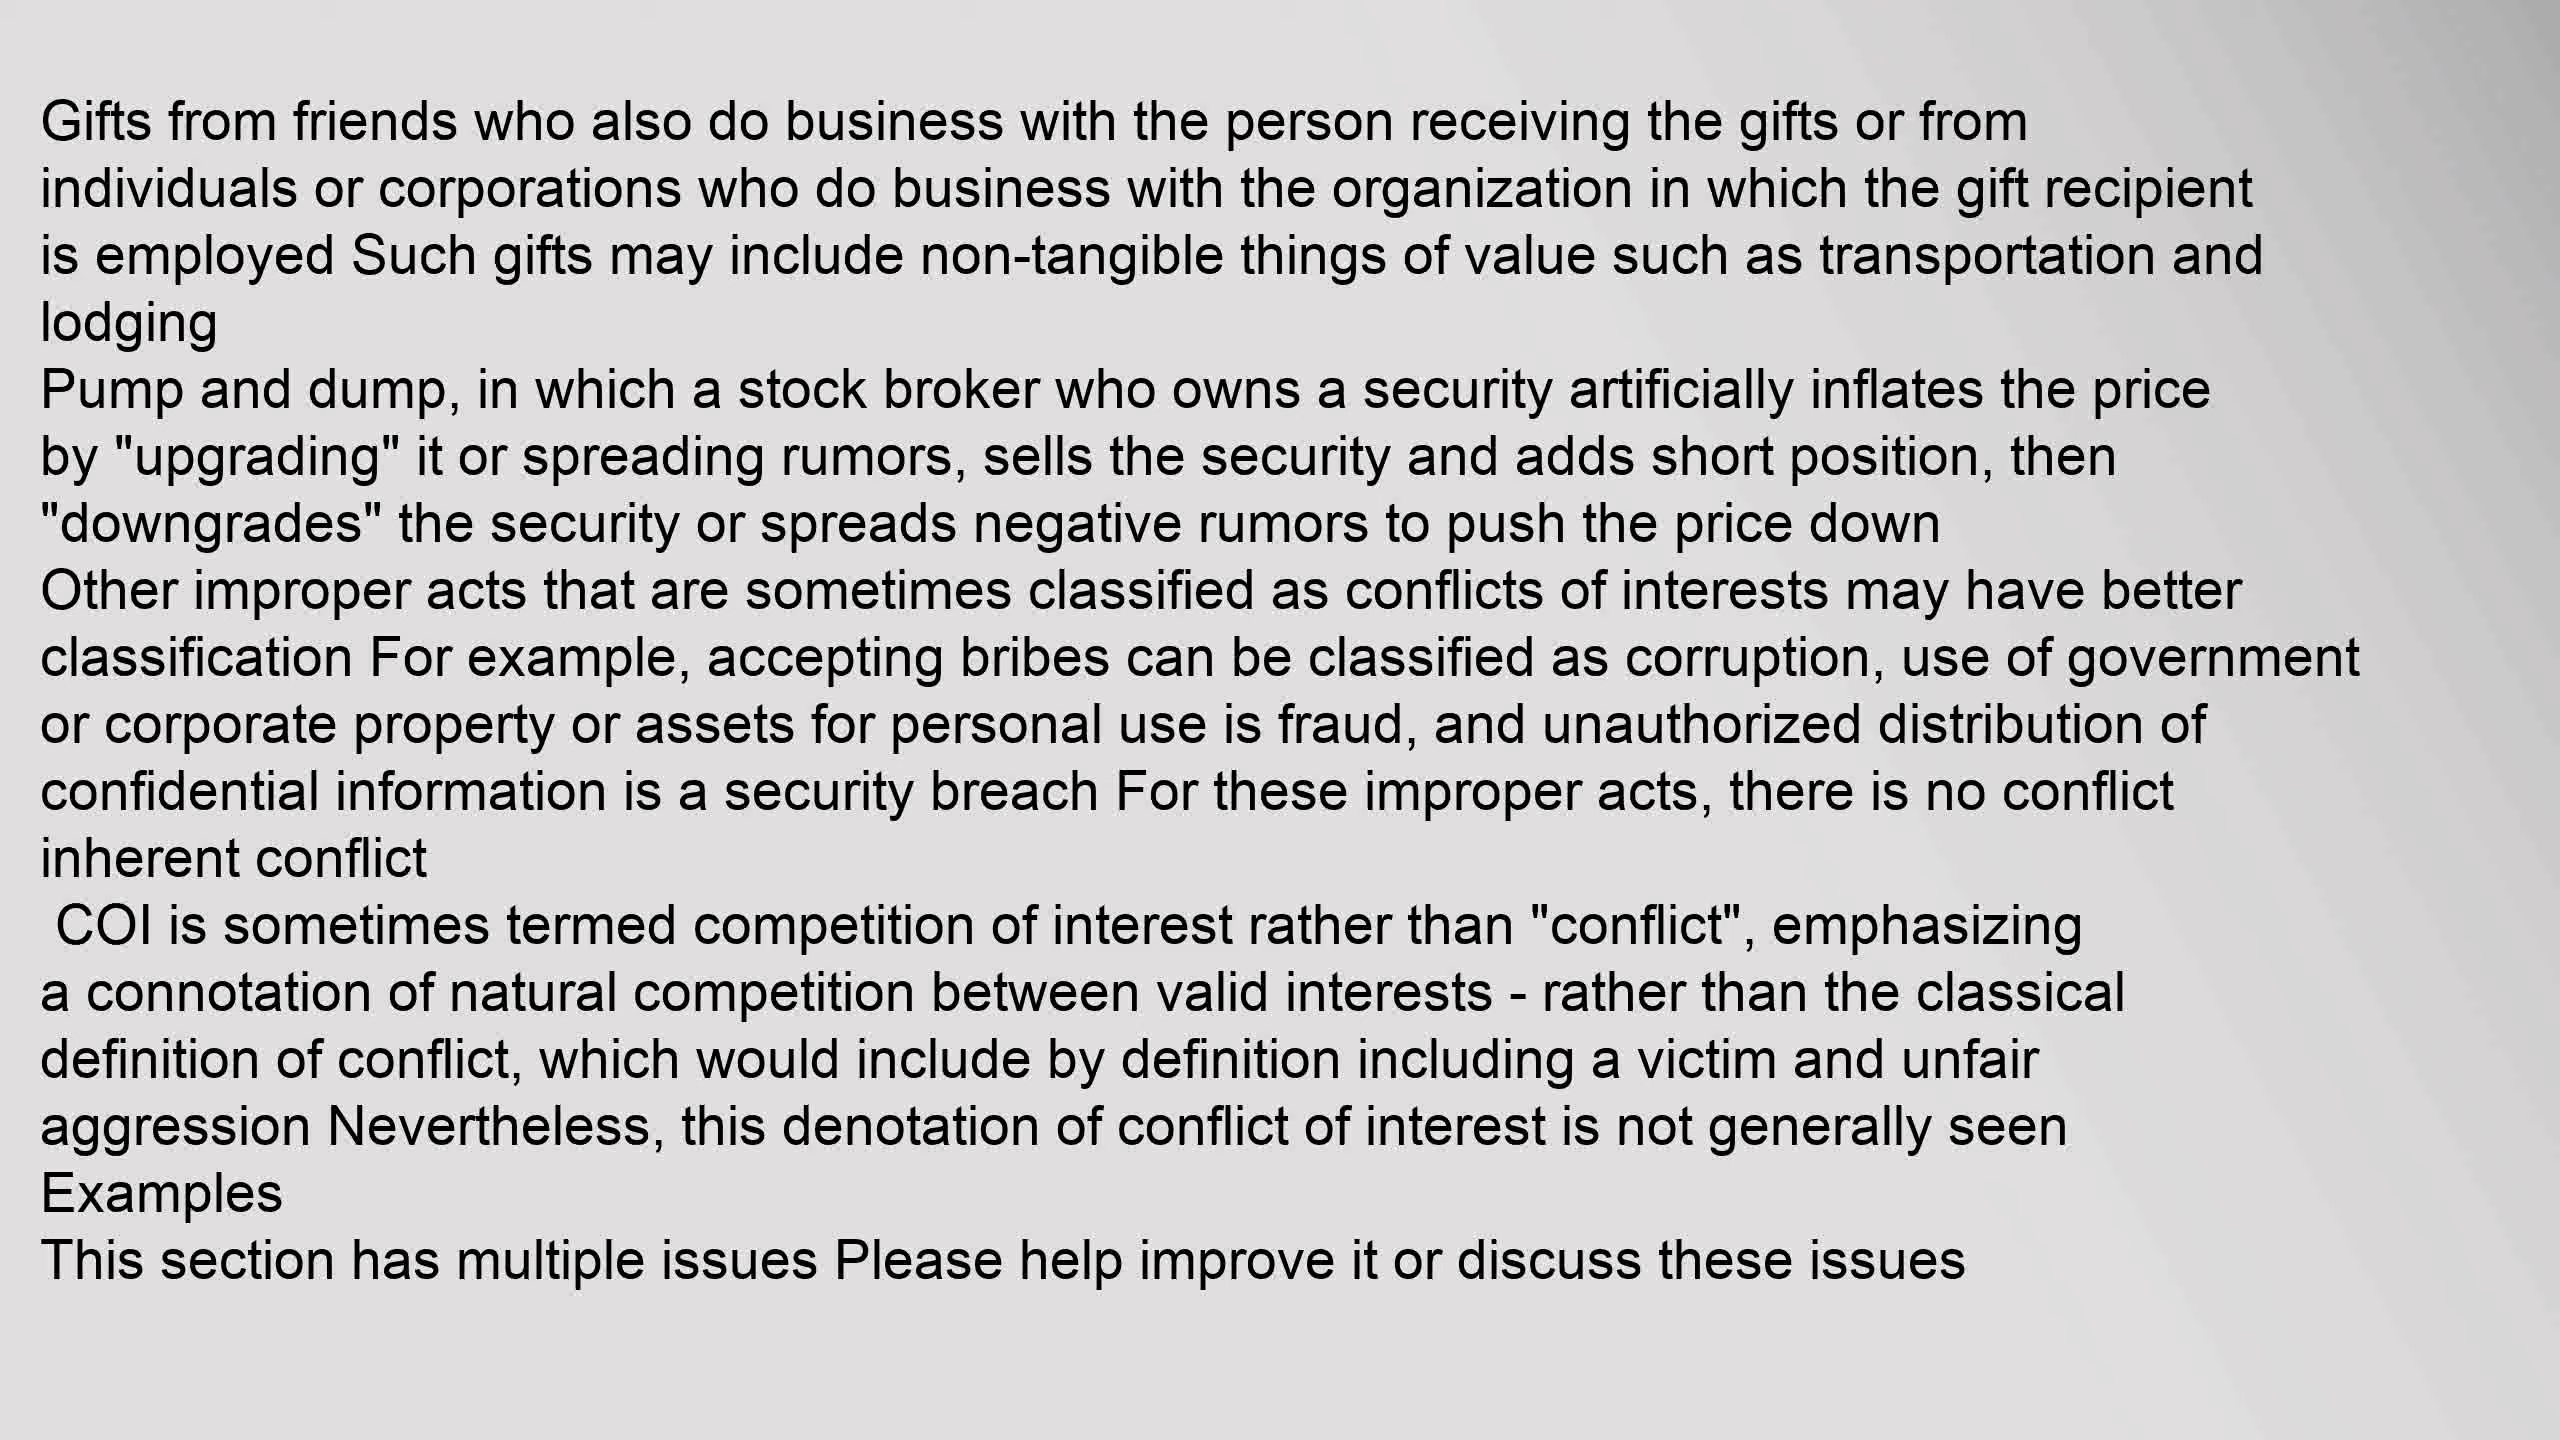 Gifts from friends who also do business with the person receiving the gifts or from
individuals or corporations who do business with the organization in which the gift recipient
is employed Such gifts may include non-tangible things of value such as transportation and
lodging
Pump and dump, in which a stock broker who owns a security artificially inflates the price
by "upgrading" it or spreading rumors, sells the security and adds short position, then
"downgrades" the security or spreads negative rumors to push the price down
Other improper acts that are sometimes classified as conflicts of interests may have better
classification For example, accepting bribes can be classified as corruption, use of government
or corporate property or assets for personal use is fraud, and unauthorized distribution of
confidential information is a security breach For these improper acts, there is no conflict
inherent conflict
COI is sometimes termed competition of interest rather than "conflict", emphasizing
a connotation of natural competition between valid interests - rather than the classical
definition of conflict, which would include by definition including a victim and unfair
aggression Nevertheless, this denotation of conflict of interest is not generally seen
Examples
This section has multiple issues Please help improve it or discuss these issues